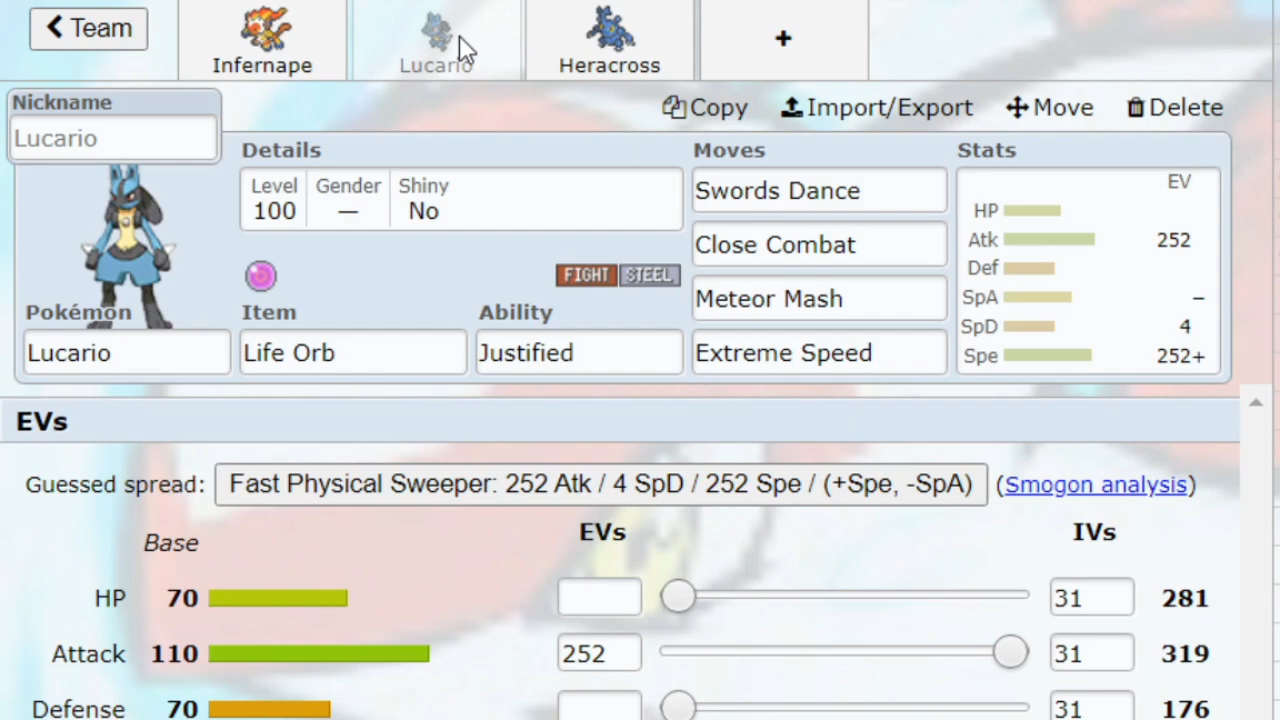 Team
Infernape
Lucario
Heracross
+
Nickname
Lucario
Copy
Import/Export
Move
Delete
Details
Moves
Stats
Level
Gender
Shiny
100
—
No
Swords Dance
Close Combat
Meteor Mash
Extreme Speed
EV
HP
Atk 252
Def
SpA –
SpD 4
Spe 252+
FIGHT STEEL
Pokémon
Item
Ability
Lucario
Life Orb
Justified
EVs
Guessed spread: Fast Physical Sweeper: 252 Atk / 4 SpD / 252 Spe / (+Spe, -SpA) (Smogon analysis)
Base
EVs
IVs
HP 70 31 281
Attack 110 252 31 319
Defense 70 31 176